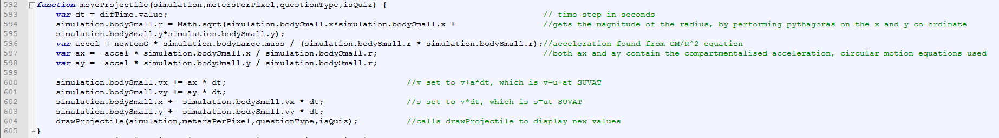 592 function moveProjectile(simulation,metersPerPixel,questionType,isQuiz) {
593 var dt = difTime.value; // time step in seconds
594 simulation.bodySmall.r = Math.sqrt(simulation.bodySmall.x*simulation.bodySmall.x + //gets the magnitude of the radius, by performing pythagoras on the x and y co-ordinate
595 simulation.bodySmall.y*simulation.bodySmall.y);
596 var accel = newtonG * simulation.bodyLarge.mass / (simulation.bodySmall.r * simulation.bodySmall.r);//acceleration found from GM/R^2 equation
597 var ax = -accel * simulation.bodySmall.x / simulation.bodySmall.r; //both ax and ay contain the compartmentalised acceleration, circular motion equations used
598 var ay = -accel * simulation.bodySmall.y / simulation.bodySmall.r;
599
600 simulation.bodySmall.vx += ax * dt; //v set to v+a*dt, which is v=u+at SUVAT
601 simulation.bodySmall.vy += ay * dt;
602 simulation.bodySmall.x += simulation.bodySmall.vx * dt; //s set to v*dt, which is s=ut SUVAT
603 simulation.bodySmall.y += simulation.bodySmall.vy * dt;
604 drawProjectile(simulation,metersPerPixel,questionType,isQuiz); //calls drawProjectile to display new values
605 }